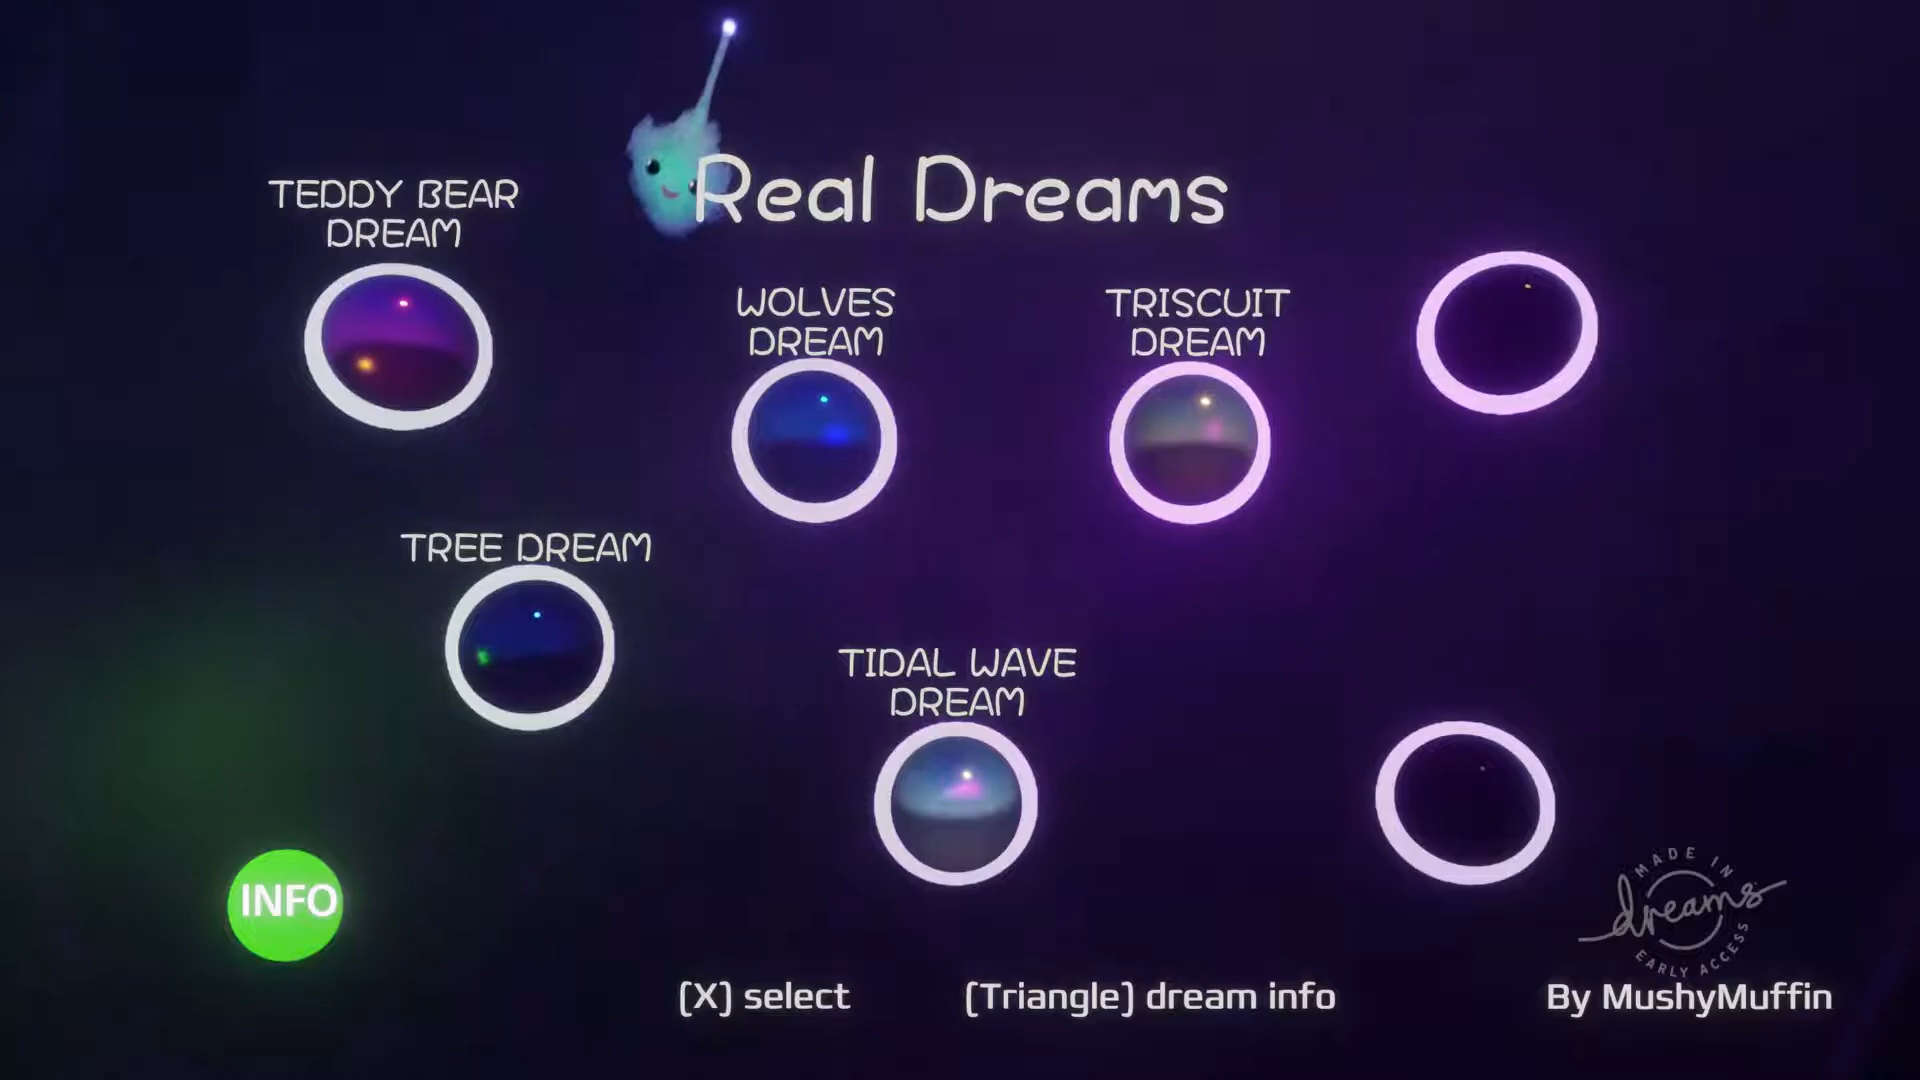 Real Dreams
TEDDY BEAR
DREAM
WOLVES
DREAM
TRISCUIT
DREAM
TREE DREAM
TIDAL WAVE
DREAM
INFO
MADE IN
dreams
EARLY ACCESS
[X] select
[Triangle] dream info
By MushyMuffin